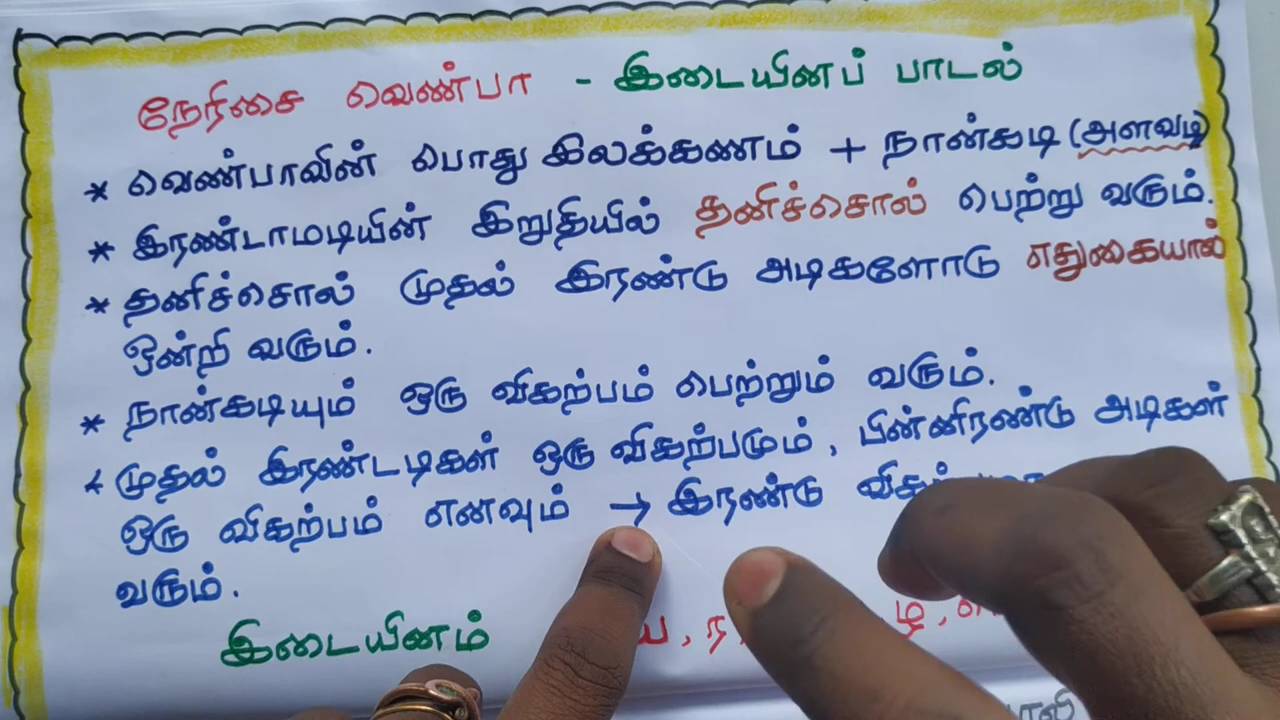 நேரிசை வெண்பா - இடையினப் பாடல்
* வெண்பாவின் பொது இலக்கணம் + நான்கடி (அளவடி)
* இரண்டாமடியின் இறுதியில் தனிச்சொல் பெற்று வரும்.
* தனிச்சொல் முதல் இரண்டு அடிகளோடு எதுகையால்
ஒன்றி வரும்.
* நான்கடியும் ஒரு விகற்பம் பெற்றும் வரும்.
* முதல் இரண்டடிகள் ஒரு விகற்பமும், பின்னிரண்டு அடிகள்
ஒரு விகற்பம் எனவும் → இரண்டு
வரும்.
இடையினம் ய, ர, ழ,